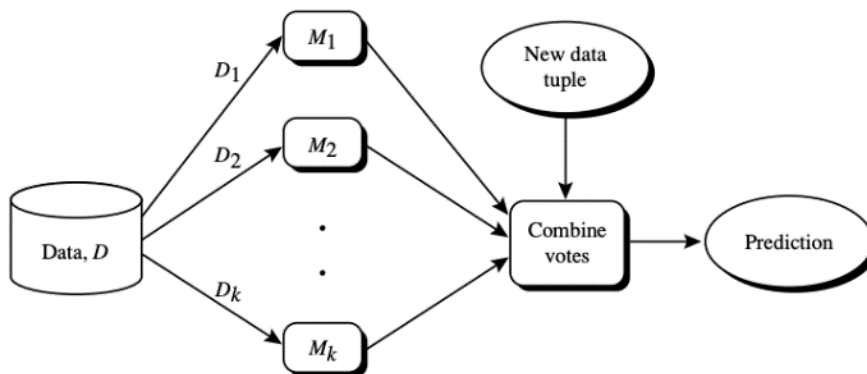 M1
New data
tuple
D1
D2
M2
Data, D
Combine
votes
Prediction
Dk
Mk